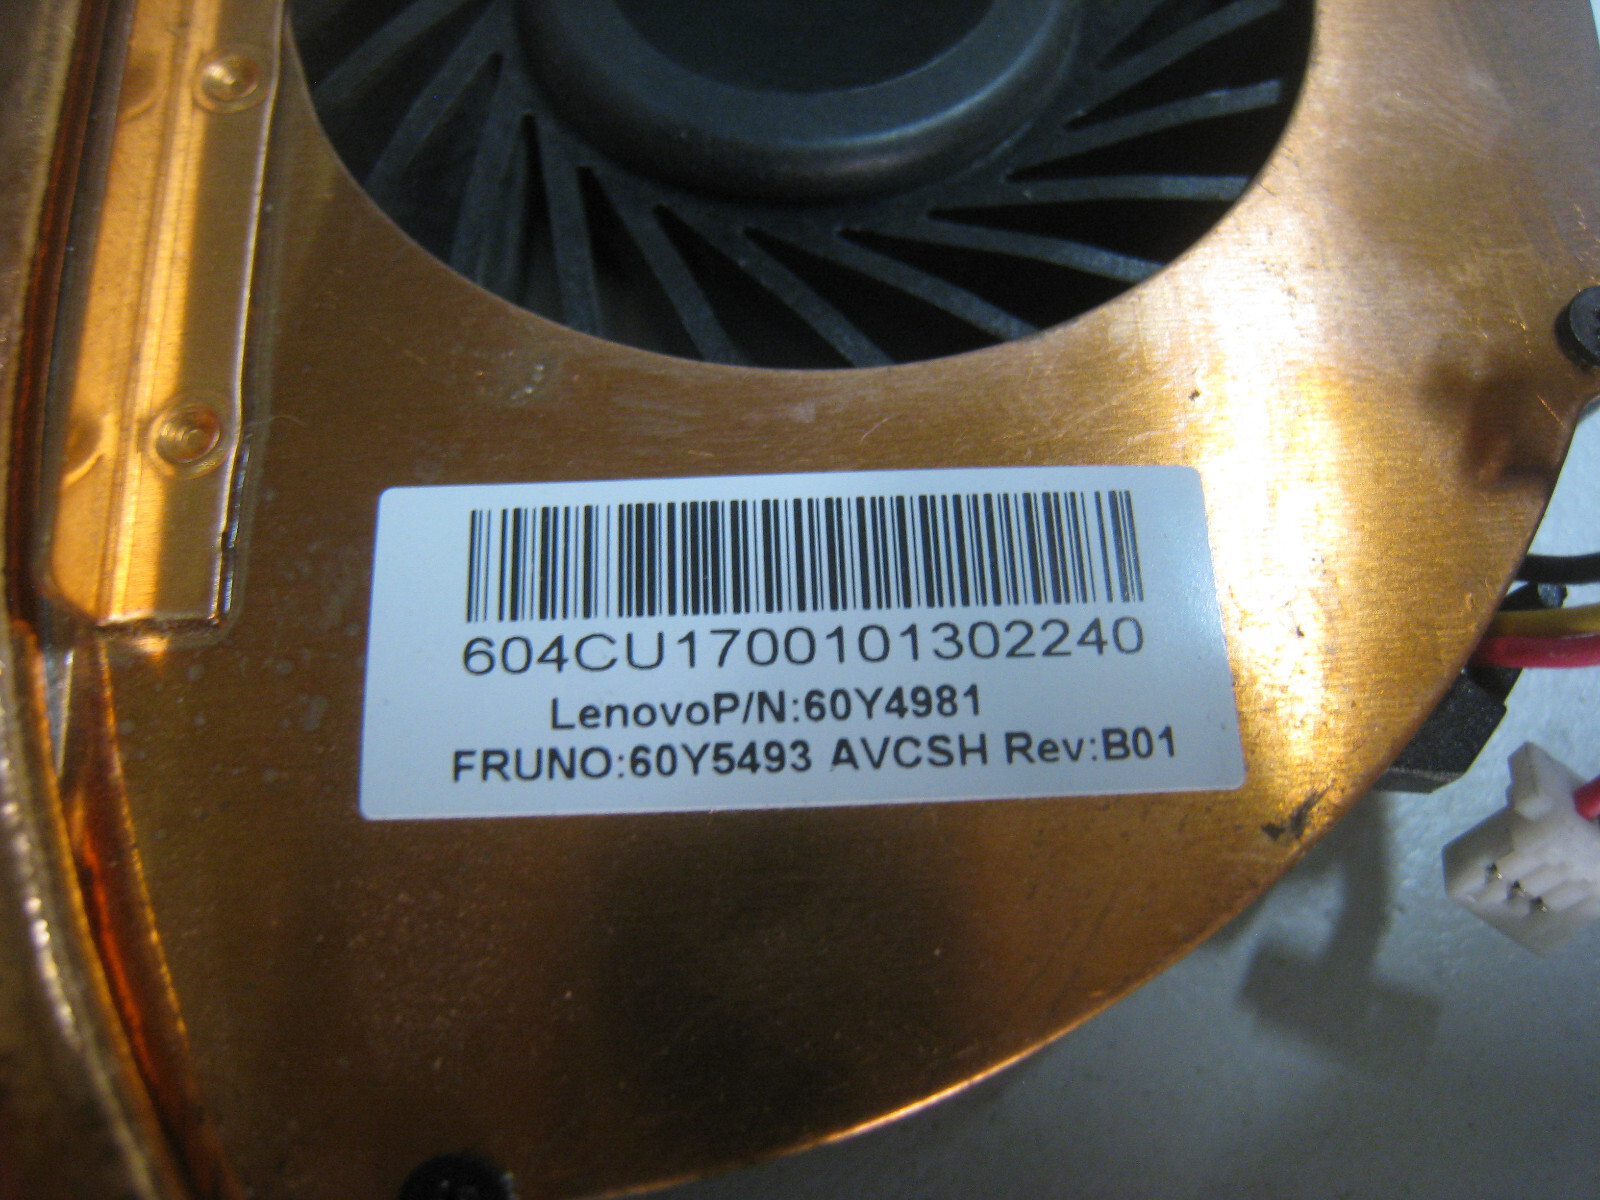 604CU1700101302240
LenovoP/N:60Y4981
FRUNO:60Y5493 AVCSH Rev:B01